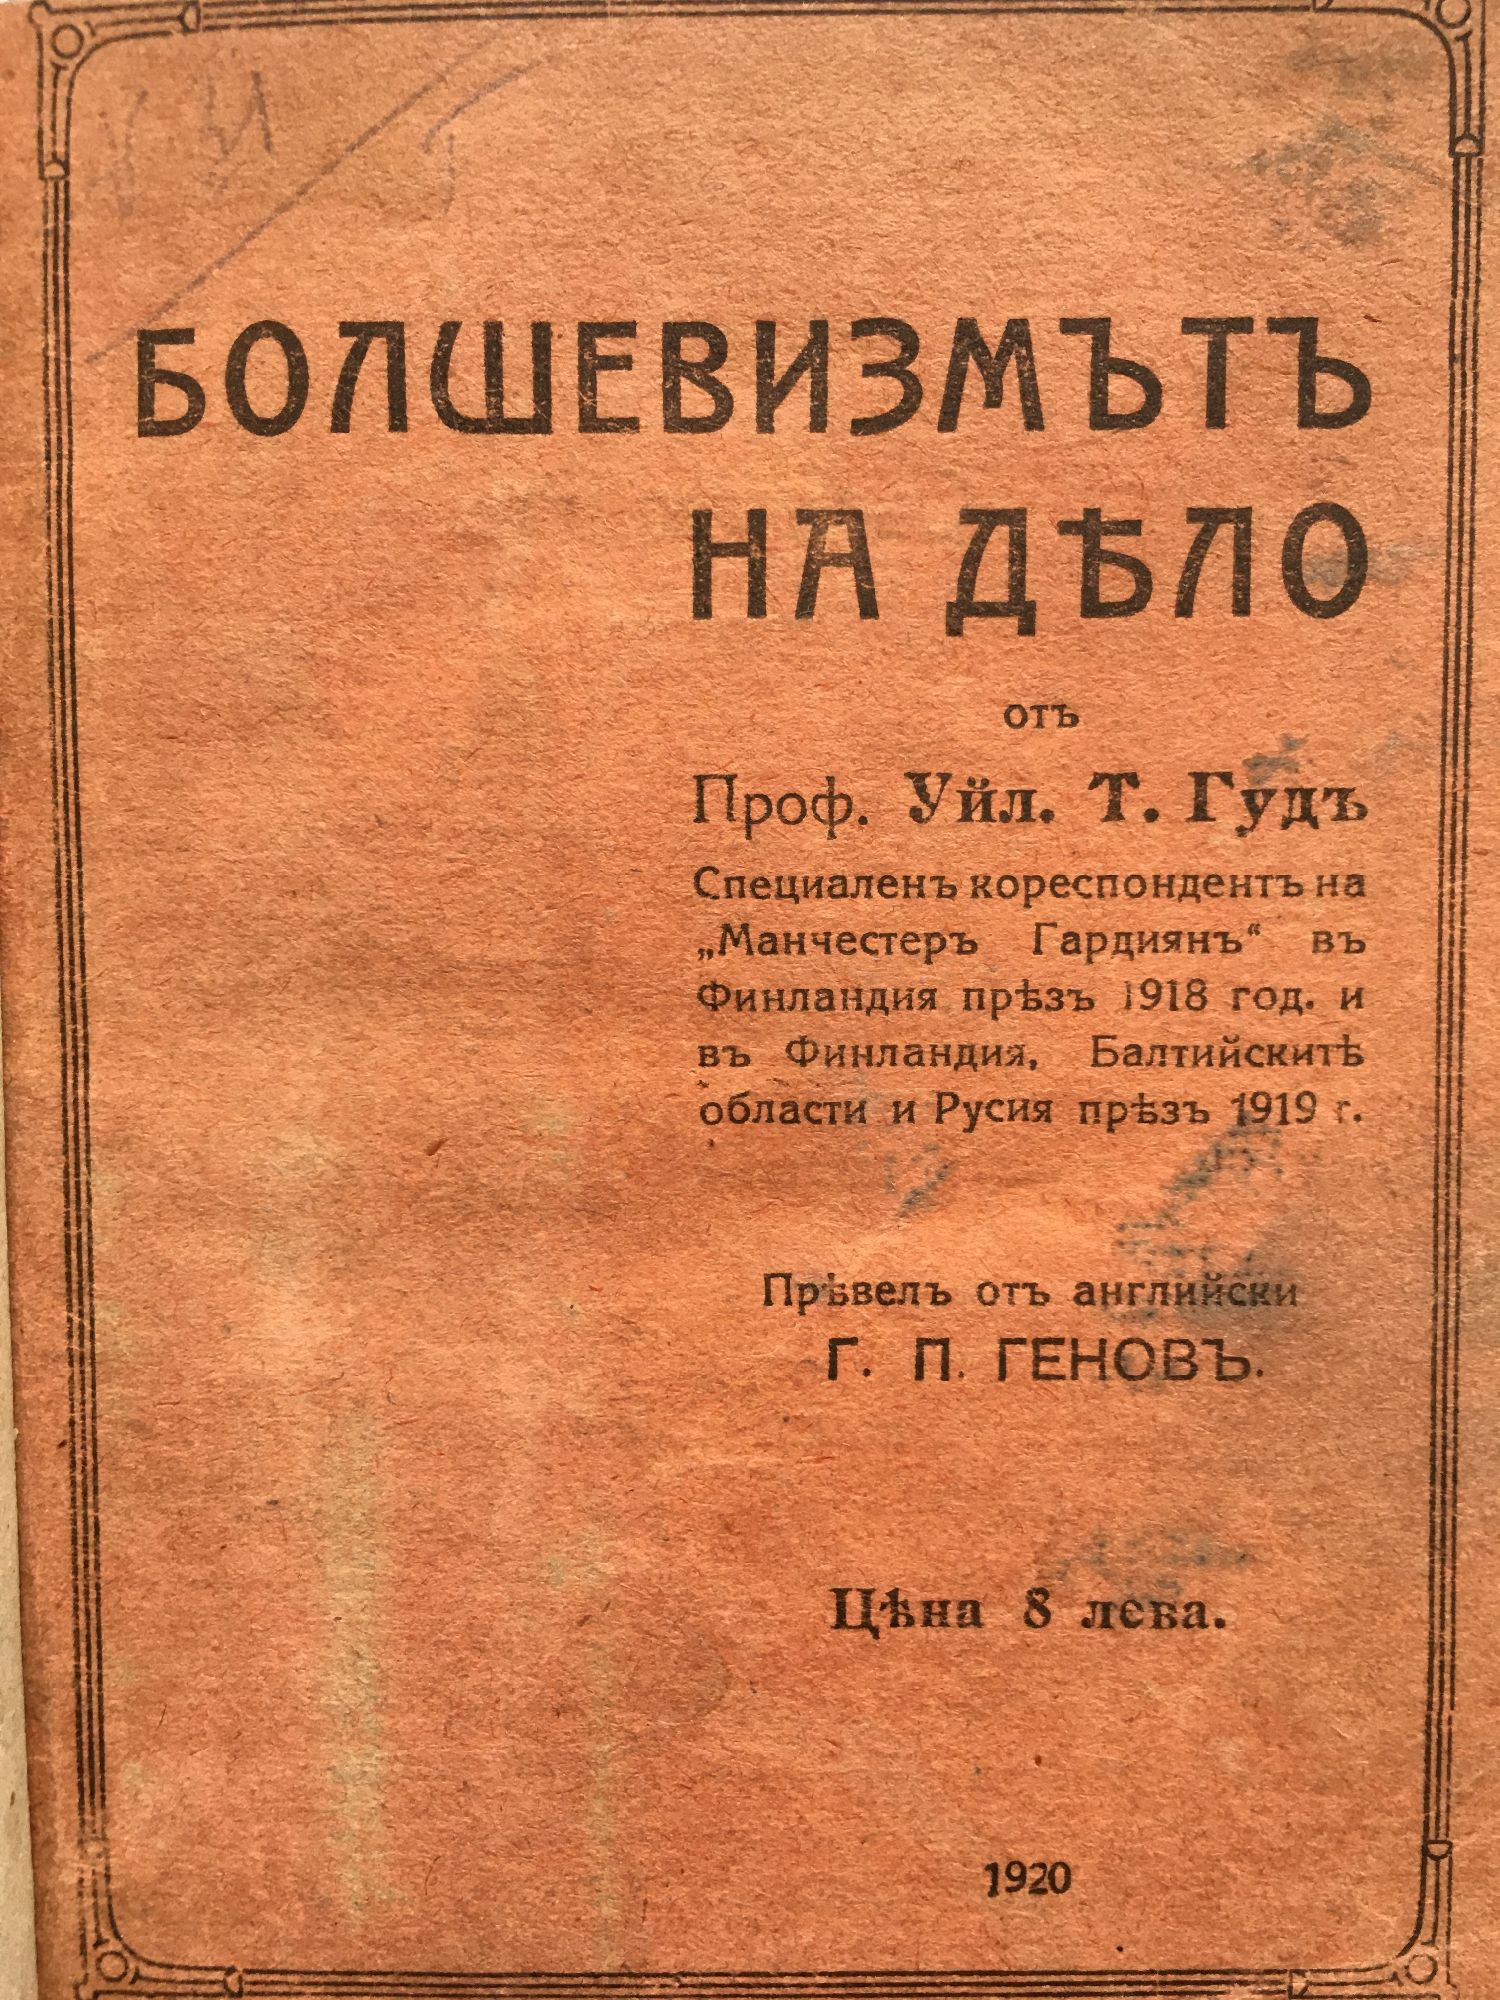 БОЛШЕВИЗМЪТЪ
НА ДѢЛО
отъ
Проф. Уйл. Т. Гудъ
Специаленъ кореспондентъ на
„Манчестеръ Гардиянъ“ въ
Финландия прѣзъ 1918 год. и
въ Финландия, Балтийскитѣ
области и Русия прѣзъ 1919 г.
Прѣвелъ отъ английски
Г. П. ГЕНОВЪ.
Цѣна 8 лева.
1920